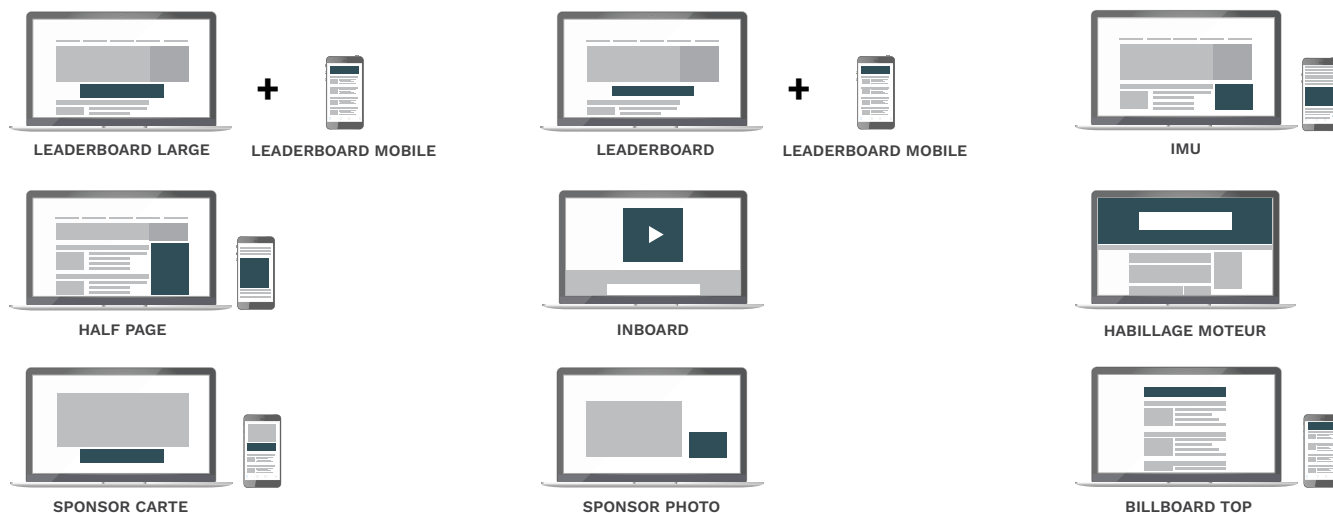 LEADERBOARD LARGE
+
LEADERBOARD MOBILE
LEADERBOARD
+
LEADERBOARD MOBILE
IMU
HALF PAGE
INBOARD
HABILLAGE MOTEUR
SPONSOR CARTE
SPONSOR PHOTO
BILLBOARD TOP